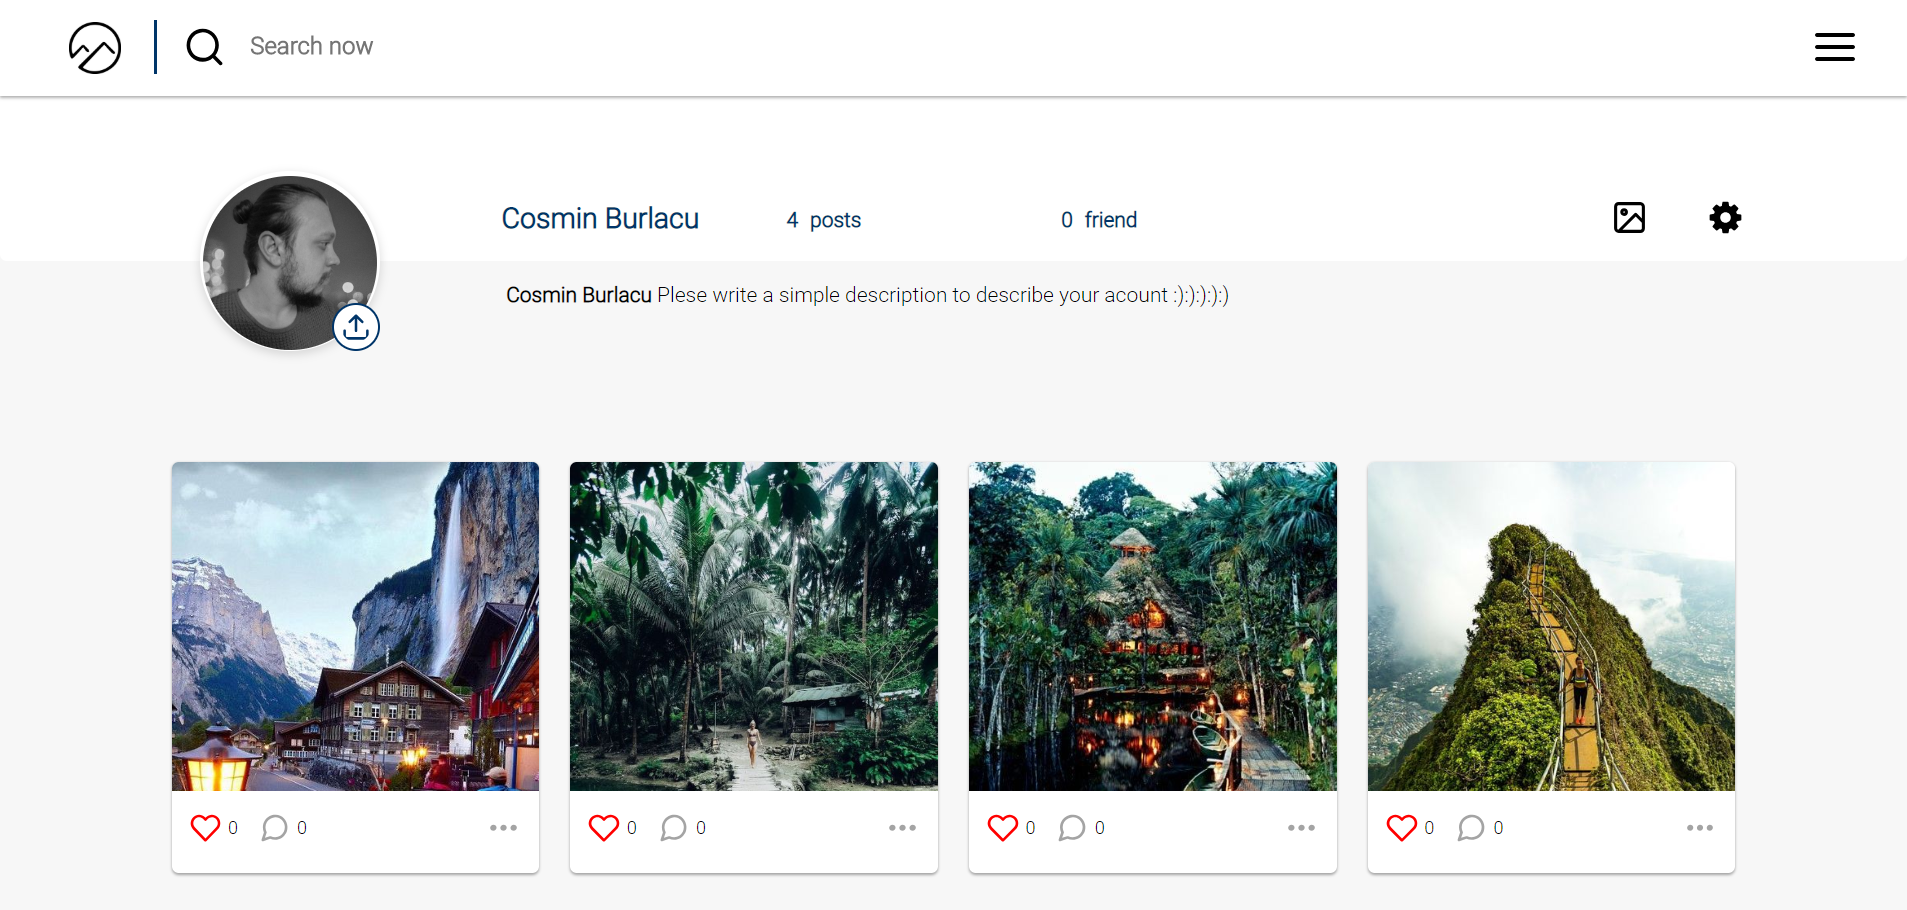 Search now
Cosmin Burlacu 4 posts 0 friend
Cosmin Burlacu Plese write a simple description to describe your acount :):):):):)
0 0 0 0 0 0 0 0